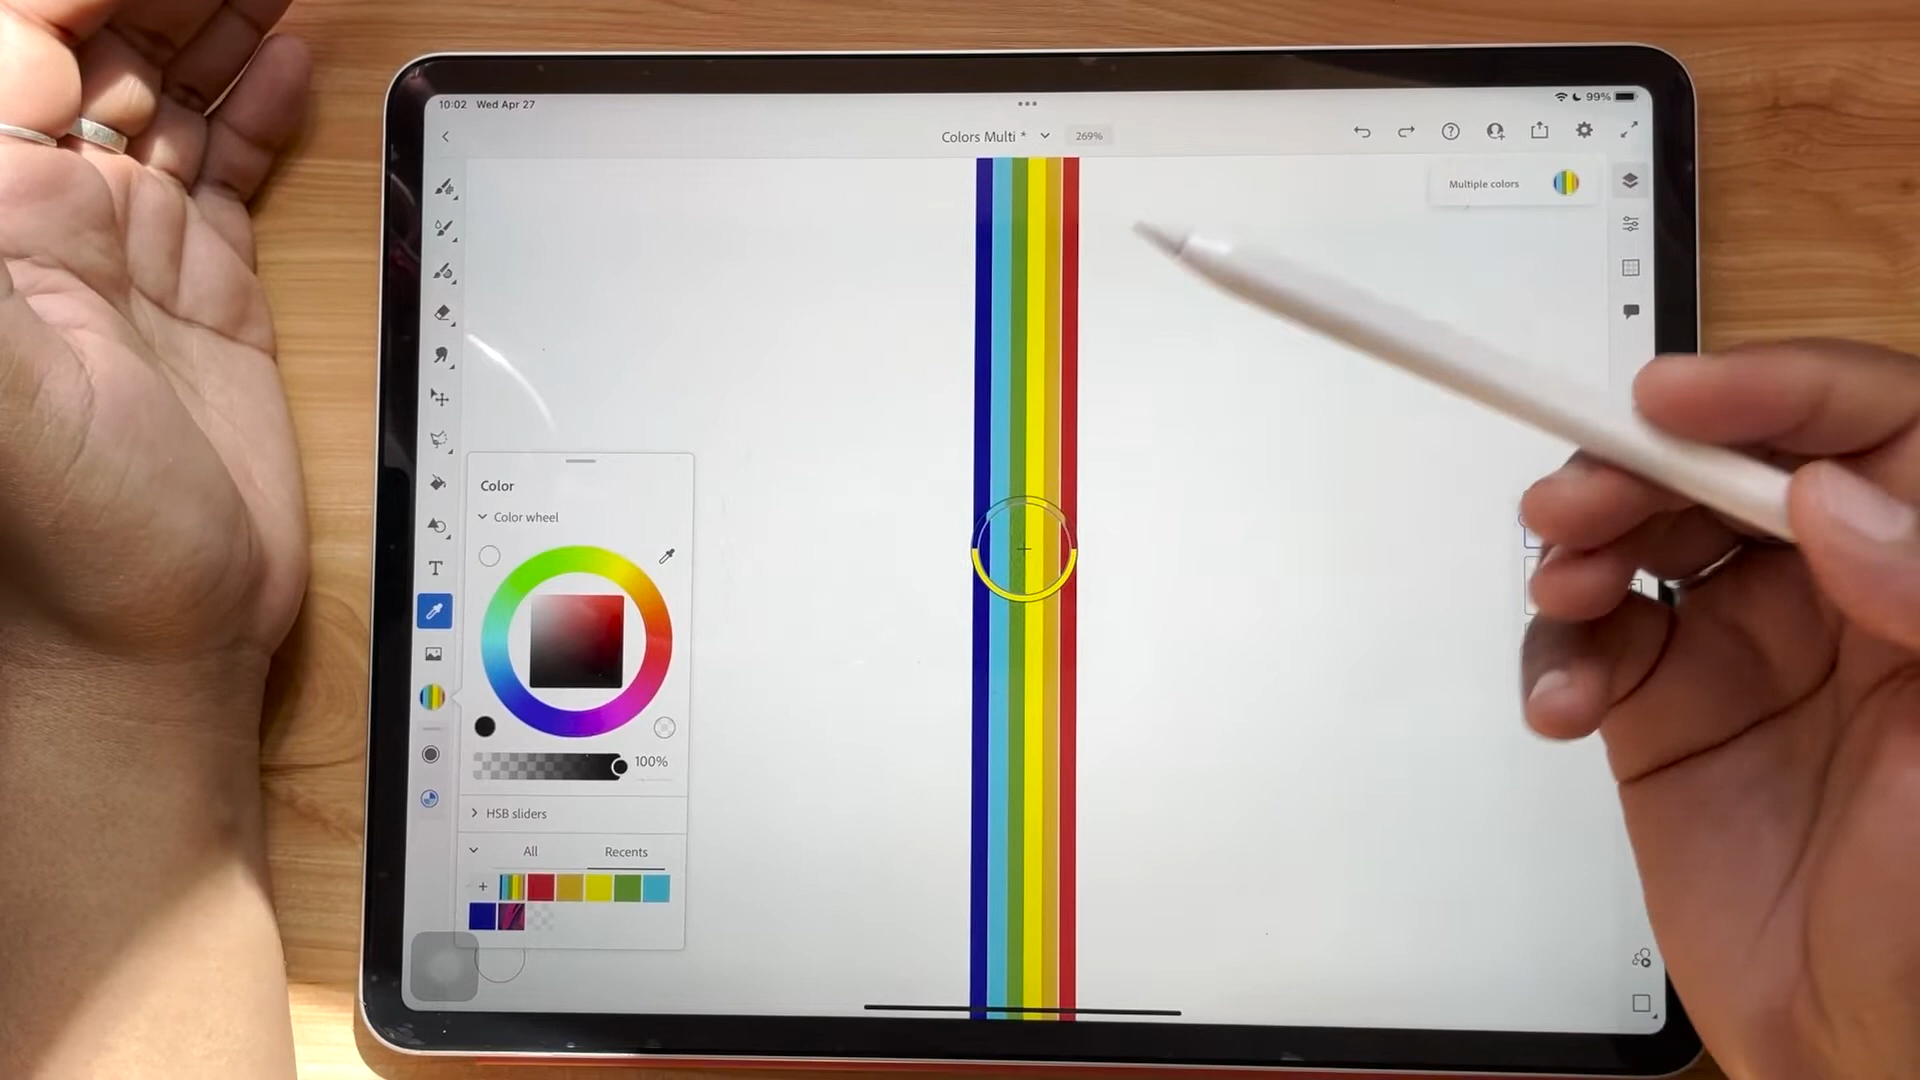 10:02 Wed Apr 27
99%
Colors Multi *
269%
Multiple colors
Color
Color wheel
T
100%
HSB sliders
All
Recents